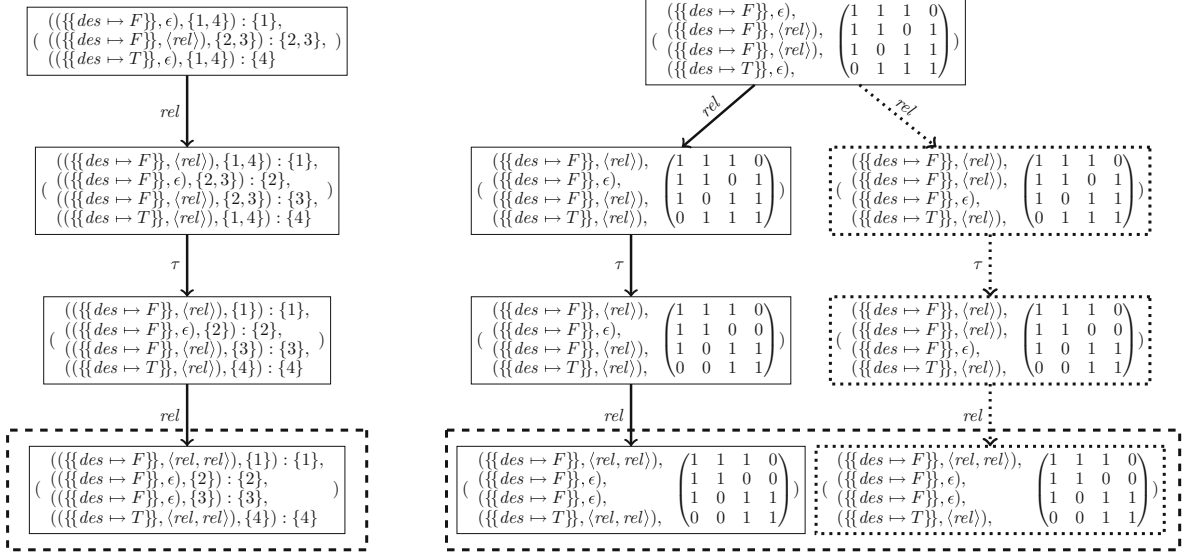 ((({{des ↦ F}}, ϵ), {1, 4}) : {1},
(({{des ↦ F}}, ⟨rel⟩), {2, 3}) : {2, 3},
(({{des ↦ T}}, ϵ), {1, 4}) : {4})
rel
((({{des ↦ F}}, ⟨rel⟩), {1, 4}) : {1},
(({{des ↦ F}}, ϵ), {2, 3}) : {2},
(({{des ↦ F}}, ⟨rel⟩), {2, 3}) : {3},
(({{des ↦ T}}, ⟨rel⟩), {1, 4}) : {4})
τ
((({{des ↦ F}}, ⟨rel⟩), {1}) : {1},
(({{des ↦ F}}, ϵ), {2}) : {2},
(({{des ↦ F}}, ⟨rel⟩), {3}) : {3},
(({{des ↦ T}}, ⟨rel⟩), {4}) : {4})
rel
((({{des ↦ F}}, ⟨rel, rel⟩), {1}) : {1},
(({{des ↦ F}}, ϵ), {2}) : {2},
(({{des ↦ F}}, ϵ), {3}) : {3},
(({{des ↦ T}}, ⟨rel, rel⟩), {4}) : {4})
(({{des ↦ F}}, ϵ), 1 1 1 0
({{des ↦ F}}, ⟨rel⟩), 1 1 0 1
({{des ↦ F}}, ⟨rel⟩), 1 0 1 1
({{des ↦ T}}, ϵ), 0 1 1 1)
rel
rel
(({{des ↦ F}}, ⟨rel⟩), 1 1 1 0
({{des ↦ F}}, ϵ), 1 1 0 1
({{des ↦ F}}, ⟨rel⟩), 1 0 1 1
({{des ↦ T}}, ⟨rel⟩), 0 1 1 1)
τ
(({{des ↦ F}}, ⟨rel⟩), 1 1 1 0
({{des ↦ F}}, ϵ), 1 1 0 0
({{des ↦ F}}, ⟨rel⟩), 1 0 1 1
({{des ↦ T}}, ⟨rel⟩), 0 0 1 1)
rel
(({{des ↦ F}}, ⟨rel, rel⟩), 1 1 1 0
({{des ↦ F}}, ϵ), 1 1 0 0
({{des ↦ F}}, ϵ), 1 0 1 1
({{des ↦ T}}, ⟨rel, rel⟩), 0 0 1 1)
(({{des ↦ F}}, ⟨rel⟩), 1 1 1 0
({{des ↦ F}}, ⟨rel⟩), 1 1 0 1
({{des ↦ F}}, ϵ), 1 0 1 1
({{des ↦ T}}, ⟨rel⟩), 0 1 1 1)
τ
(({{des ↦ F}}, ⟨rel⟩), 1 1 1 0
({{des ↦ F}}, ⟨rel⟩), 1 1 0 0
({{des ↦ F}}, ϵ), 1 0 1 1
({{des ↦ T}}, ⟨rel⟩), 0 0 1 1)
rel
(({{des ↦ F}}, ⟨rel, rel⟩), 1 1 1 0
({{des ↦ F}}, ϵ), 1 1 0 0
({{des ↦ F}}, ϵ), 1 0 1 1
({{des ↦ T}}, ⟨rel⟩), 0 0 1 1)